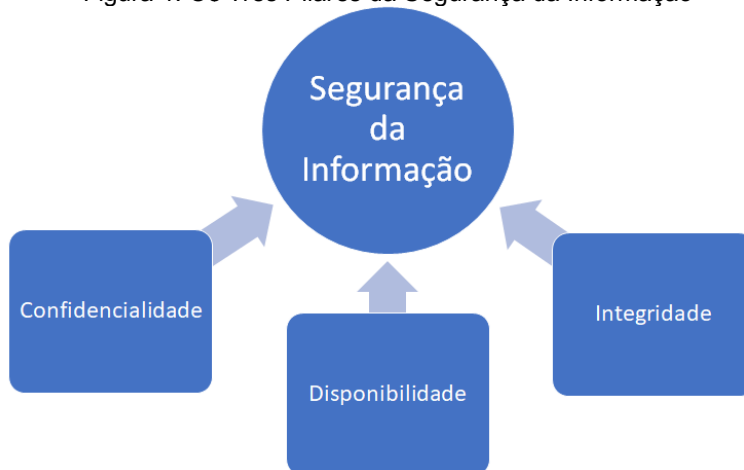 Segurança
da
Informação
Confidencialidade
Integridade
Disponibilidade